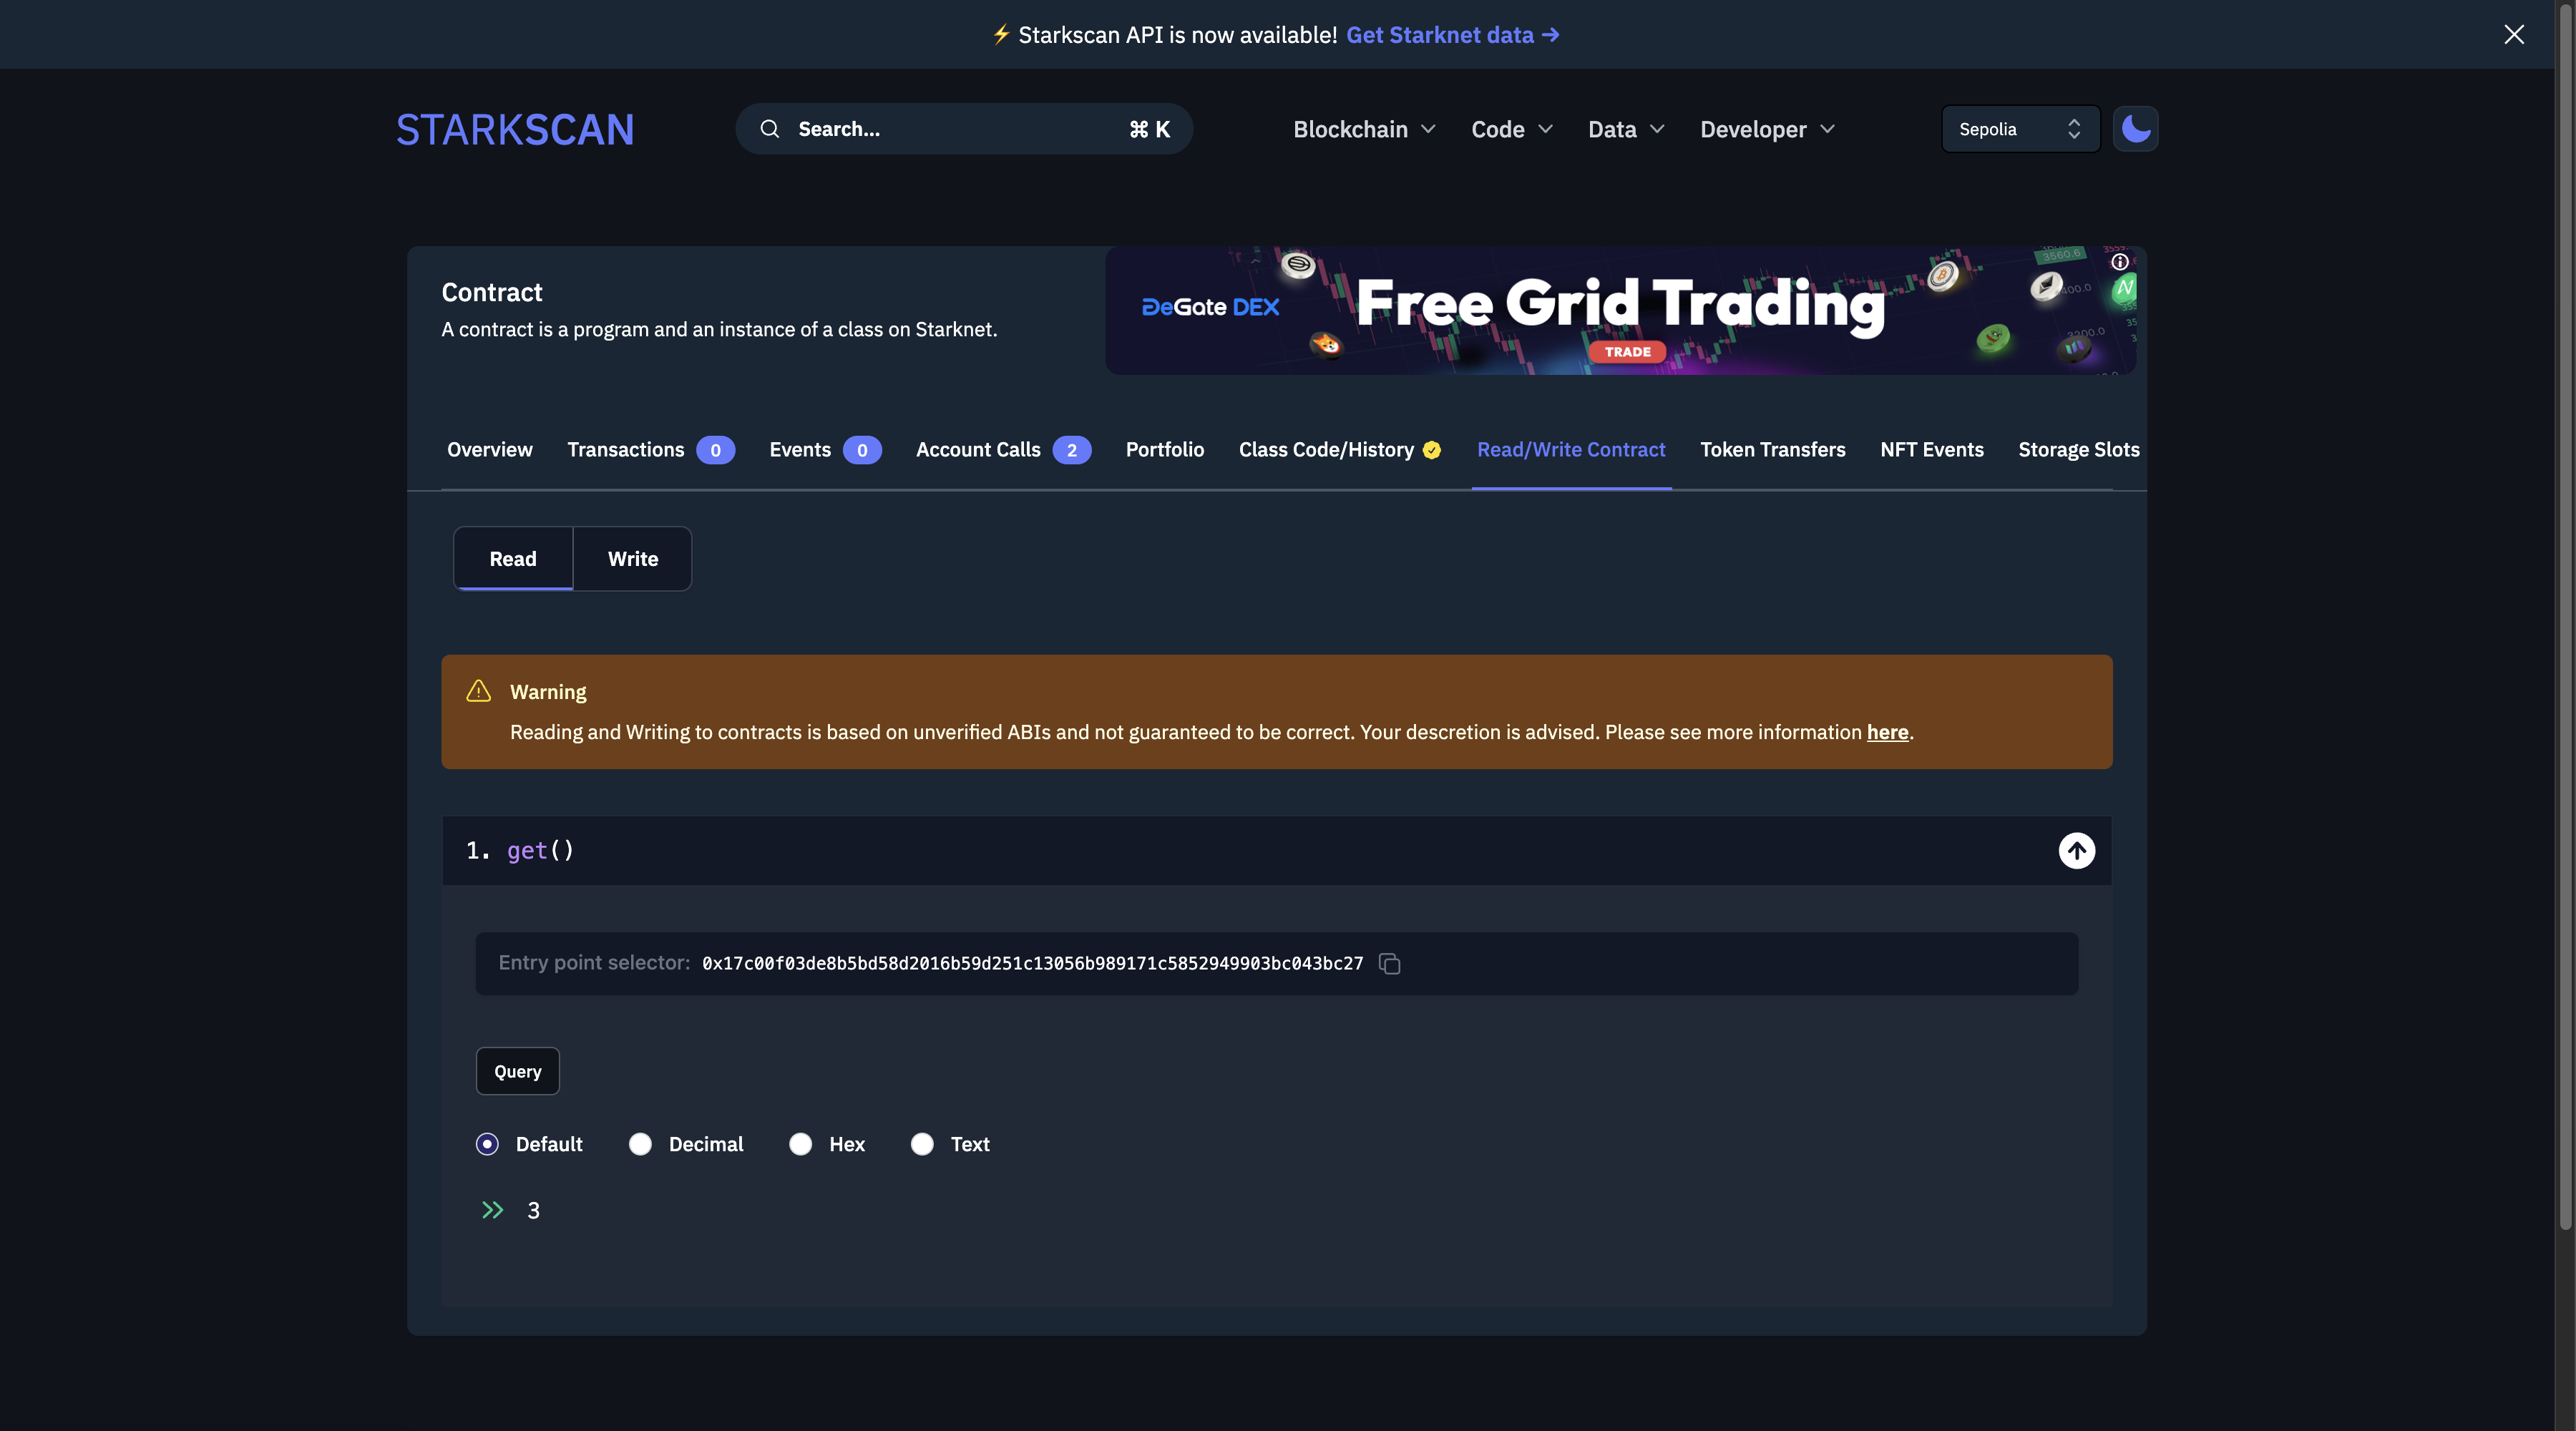 ⚡ Starkscan API is now available! Get Starknet data →
STARKSCAN
Search...
⌘ K
Blockchain
Code
Data
Developer
Sepolia
Contract
A contract is a program and an instance of a class on Starknet.
DeGate DEX
Free Grid Trading
TRADE
Overview
Transactions 0
Events 0
Account Calls 2
Portfolio
Class Code/History
Read/Write Contract
Token Transfers
NFT Events
Storage Slots
Read
Write
Warning
Reading and Writing to contracts is based on unverified ABIs and not guaranteed to be correct. Your descretion is advised. Please see more information here.
1. get()
Entry point selector: 0x17c00f03de8b5bd58d2016b59d251c13056b989171c5852949903bc043bc27
Query
Default
Decimal
Hex
Text
3